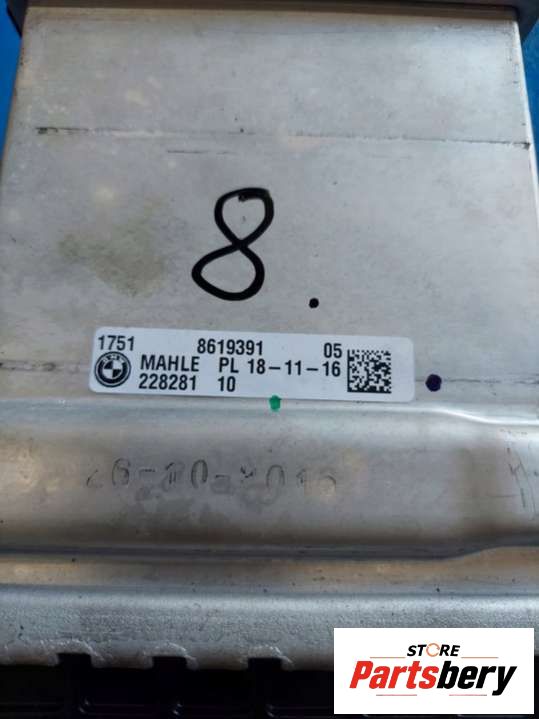 8.
1751 8619391 05
MAHLE PL 18-11-16
228281 10
STORE
Partsbery